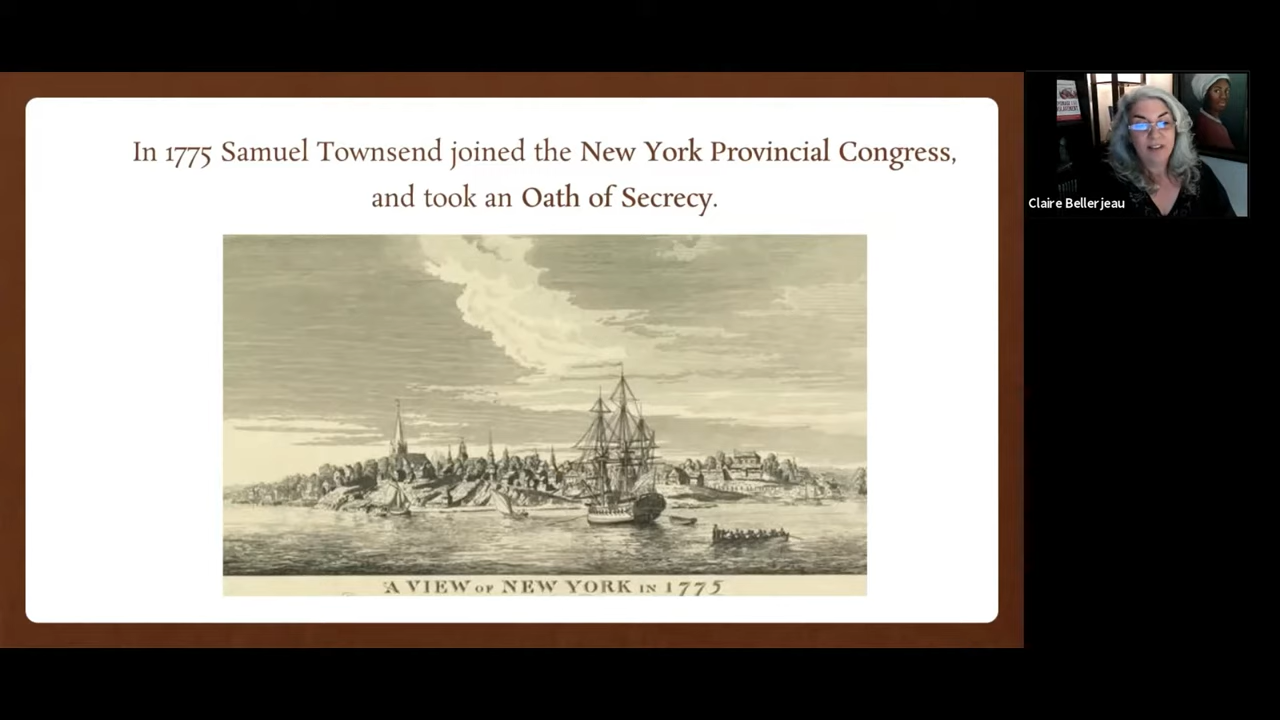 In 1775 Samuel Townsend joined the New York Provincial Congress,
and took an Oath of Secrecy.
A VIEW OF NEW YORK IN 1775
Claire Bellerjeau